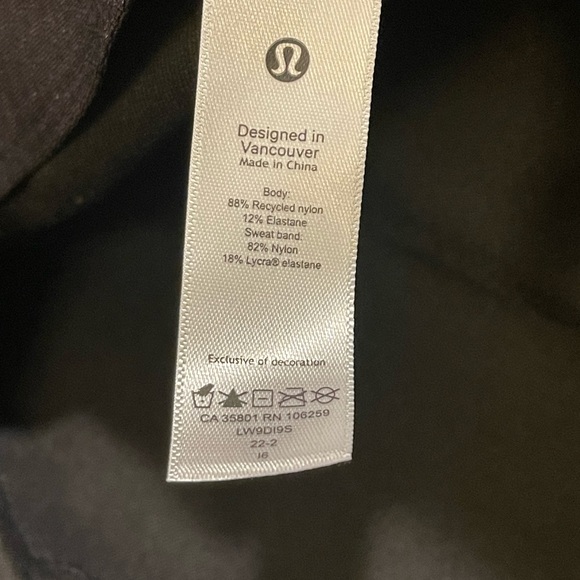 Designed in
Vancouver
Made in China
Body:
88% Recycled nylon
12% Elastane
Sweat band:
82% Nylon
18% Lycra® elastane
Exclusive of decoration
CA 35801 RN 106259
LW9DI9S
22-2